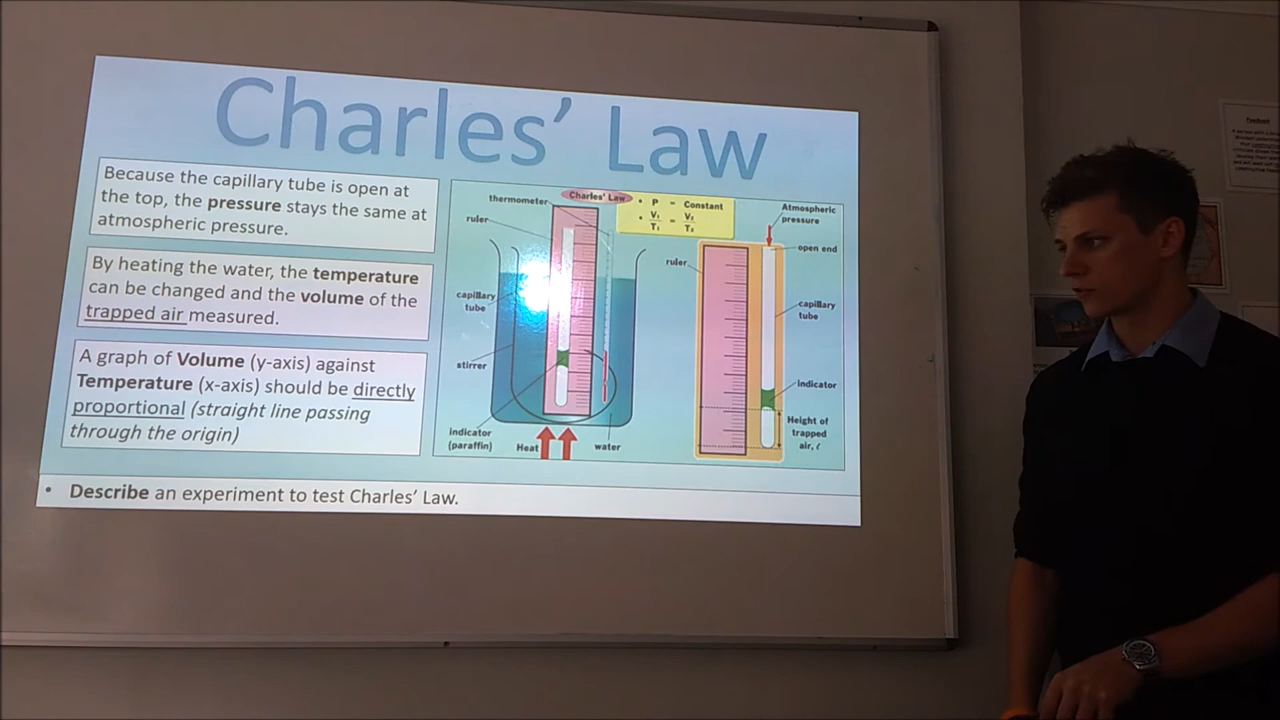 Charles’ Law
Because the capillary tube is open at
the top, the pressure stays the same at
atmospheric pressure.
By heating the water, the temperature
can be changed and the volume of the
trapped air measured.
A graph of Volume (y-axis) against
Temperature (x-axis) should be directly
proportional (straight line passing
through the origin)
thermometer
ruler
capillary
tube
stirrer
indicator
(paraffin)
Heat
water
Charles' Law
• P = Constant
• V₁/T₁ = V₂/T₂
Atmospheric
pressure
open end
ruler
capillary
tube
indicator
Height of
trapped
air, ℓ
• Describe an experiment to test Charles’ Law.
Feedback